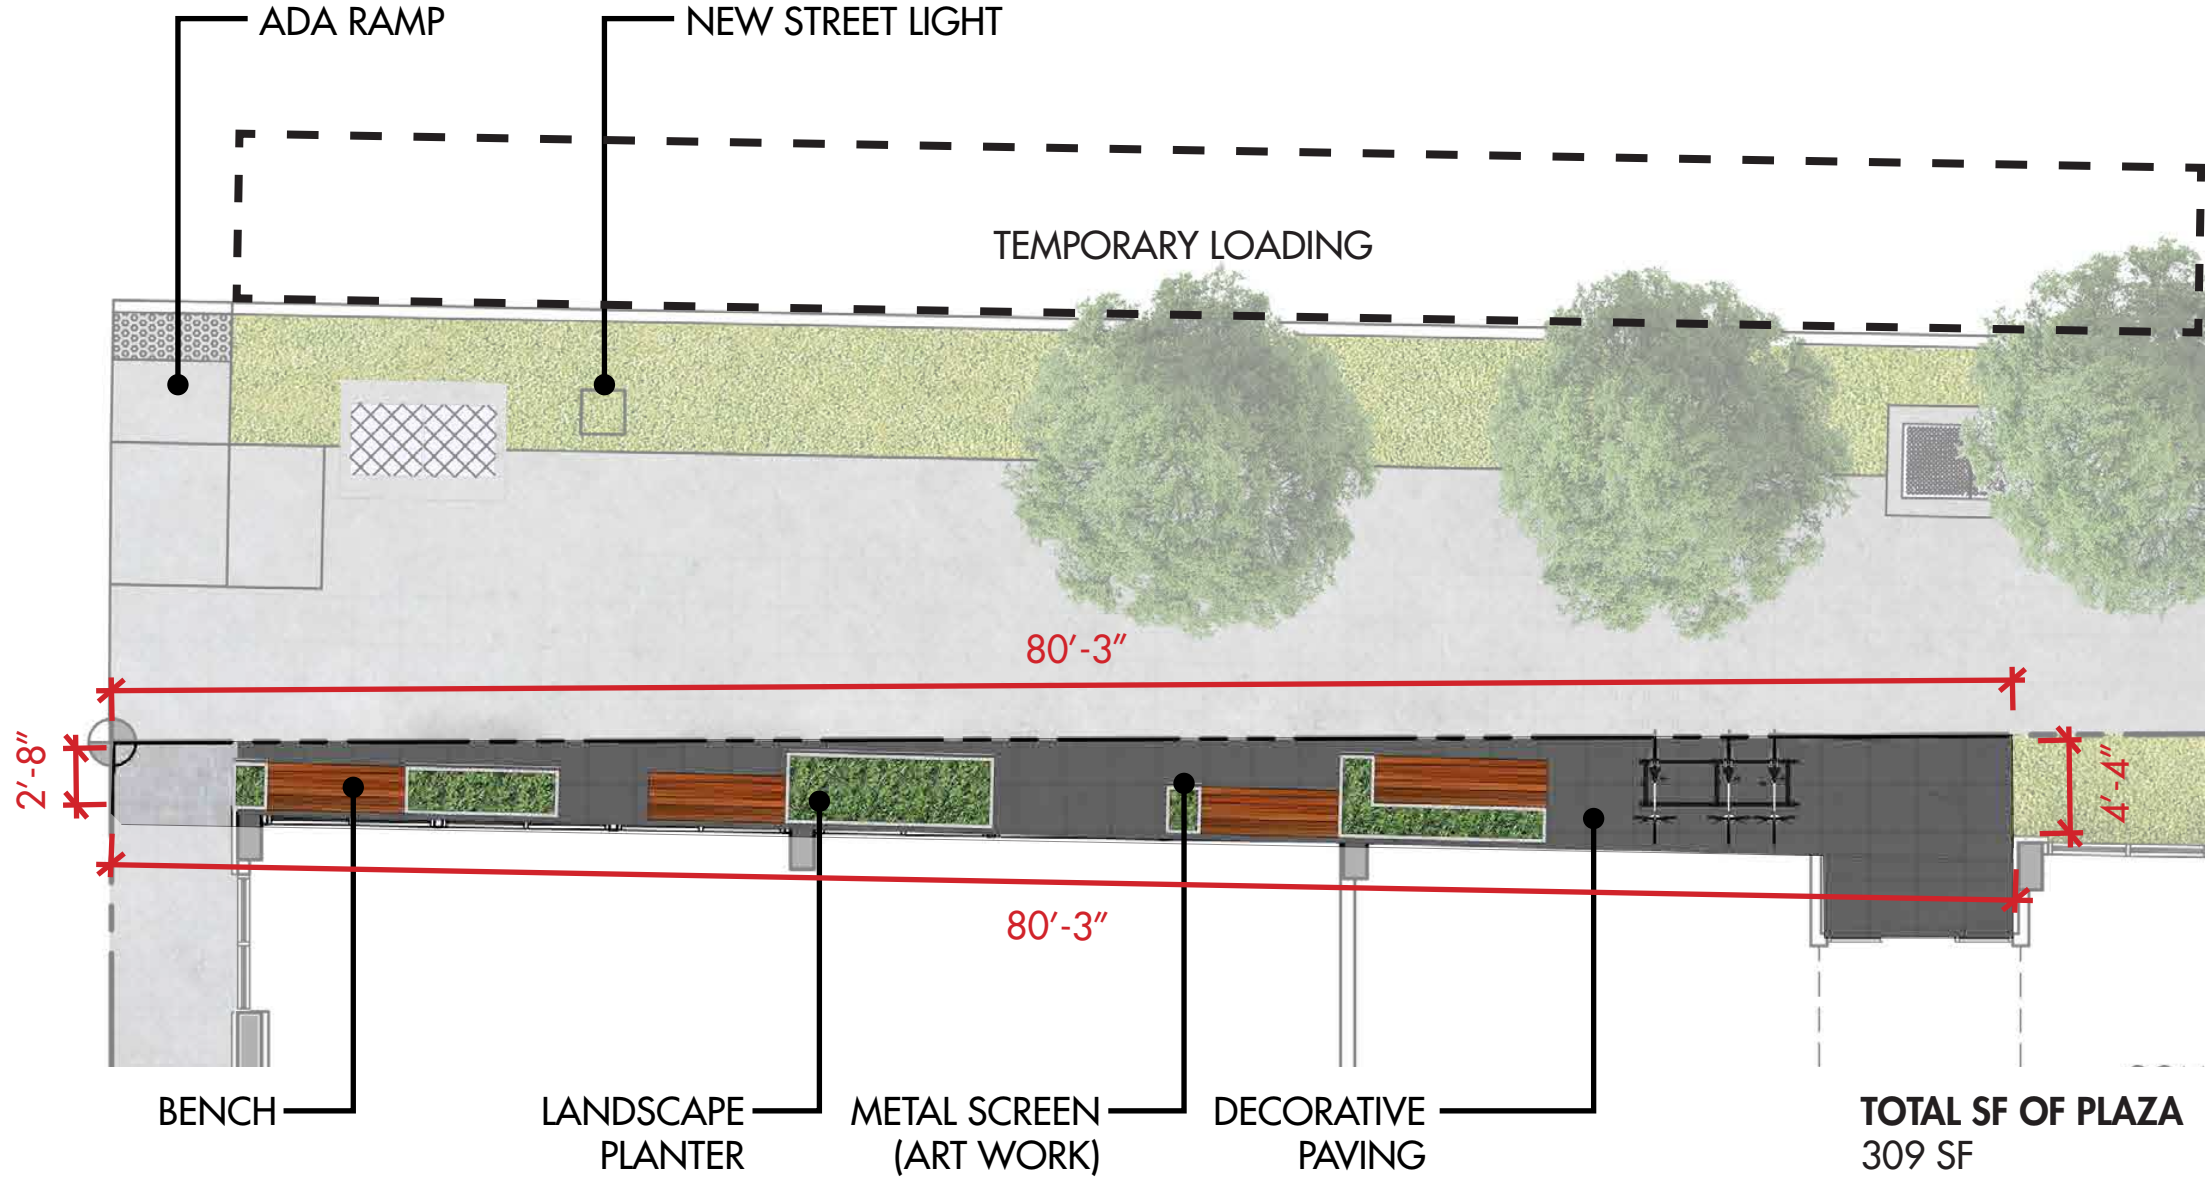 ADA RAMP
NEW STREET LIGHT
TEMPORARY LOADING
80'-3"
2'-8"
4'-4"
80'-3"
BENCH
LANDSCAPE
PLANTER
METAL SCREEN
(ART WORK)
DECORATIVE
PAVING
TOTAL SF OF PLAZA
309 SF